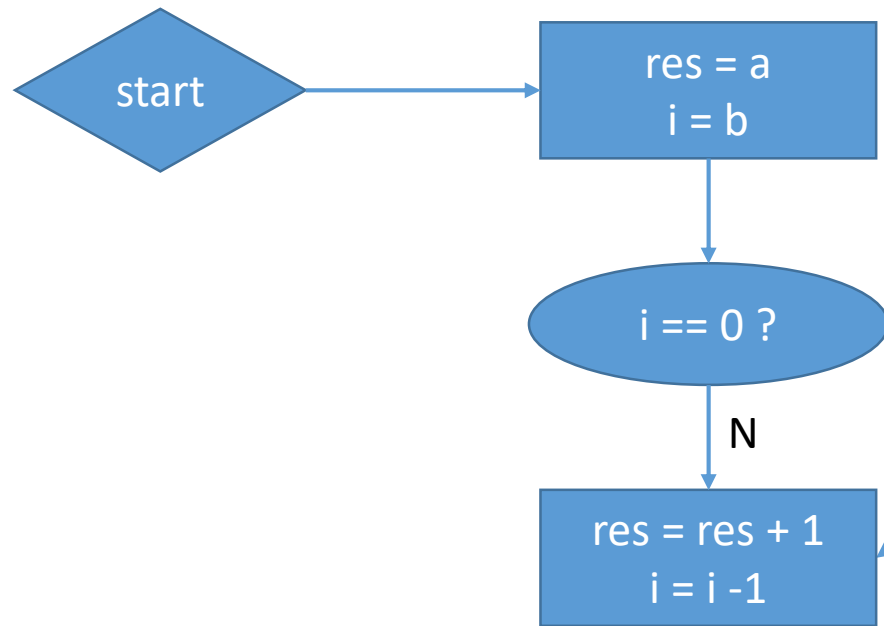 start
res = a
i = b
i == 0 ?
N
res = res + 1
i = i -1